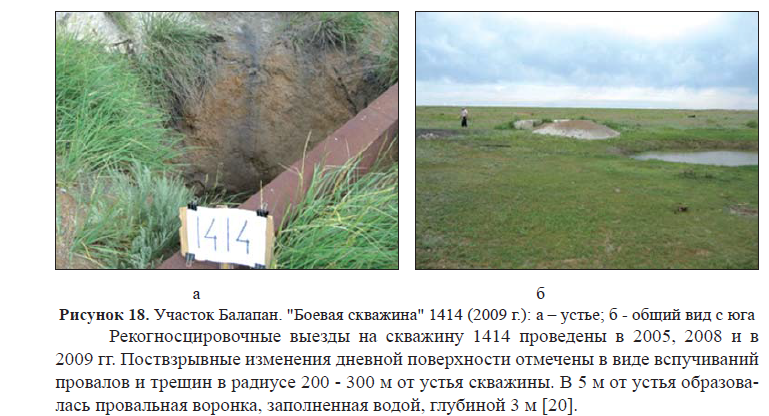 1414
а
б
Рисунок 18. Участок Балапан. "Боевая скважина" 1414 (2009 г.): а – устье; б - общий вид с юга
Рекогносцировочные выезды на скважину 1414 проведены в 2005, 2008 и в
2009 гг. Поствзрывные изменения дневной поверхности отмечены в виде вспучиваний
провалов и трещин в радиусе 200 - 300 м от устья скважины. В 5 м от устья образова-
лась провальная воронка, заполненная водой, глубиной 3 м [20].